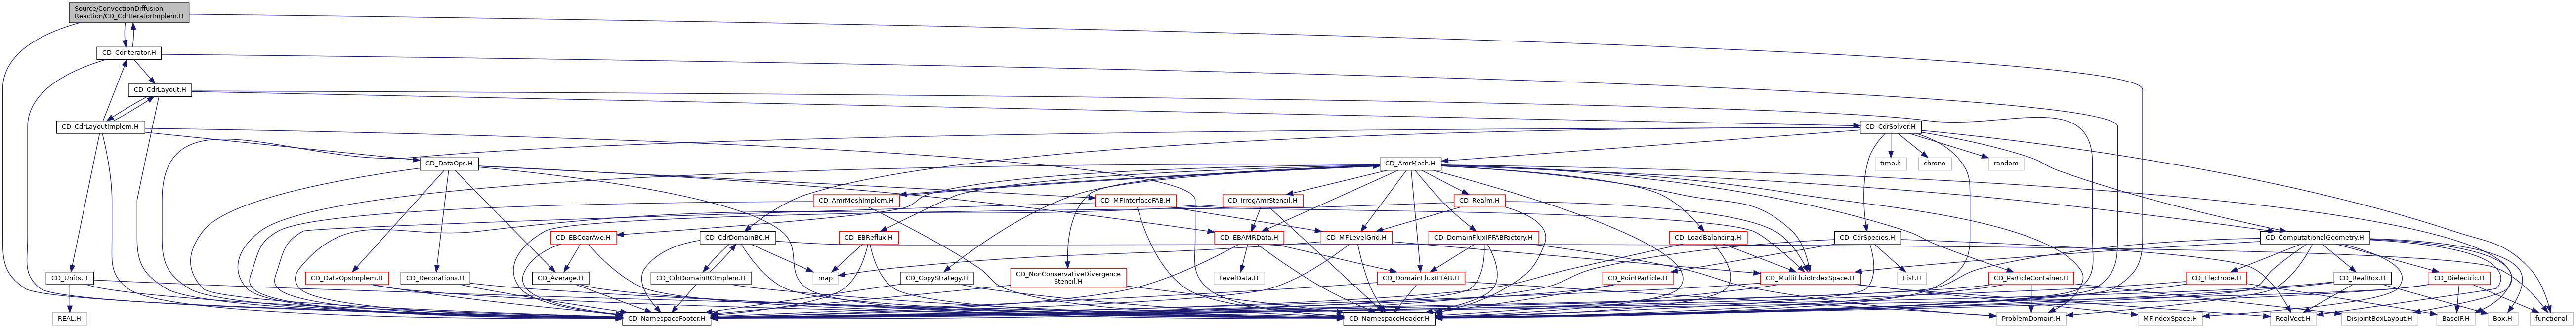 Source/ConvectionDiffusion
Reaction/CD_CdrIteratorImplem.H
CD_CdrIterator.H
CD_CdrLayout.H
CD_CdrLayoutImplem.H
CD_CdrSolver.H
CD_DataOps.H
CD_AmrMesh.H
time.h
chrono
random
CD_AmrMeshImplem.H
CD_MFInterfaceFAB.H
CD_IrregAmrStencil.H
CD_Realm.H
CD_EBCoarAve.H
CD_CdrDomainBC.H
CD_EBReflux.H
CD_EBAMRData.H
CD_MFLevelGrid.H
CD_DomainFluxIFFABFactory.H
CD_LoadBalancing.H
CD_CdrSpecies.H
CD_ComputationalGeometry.H
CD_Units.H
CD_DataOpsImplem.H
CD_Decorations.H
CD_Average.H
CD_CdrDomainBCImplem.H
map
CD_CopyStrategy.H
CD_NonConservativeDivergence
Stencil.H
LevelData.H
CD_DomainFluxIFFAB.H
CD_PointParticle.H
CD_MultiFluidIndexSpace.H
List.H
CD_ParticleContainer.H
CD_Electrode.H
CD_RealBox.H
CD_Dielectric.H
REAL.H
CD_NamespaceFooter.H
CD_NamespaceHeader.H
ProblemDomain.H
MFIndexSpace.H
RealVect.H
DisjointBoxLayout.H
BaseIF.H
Box.H
functional